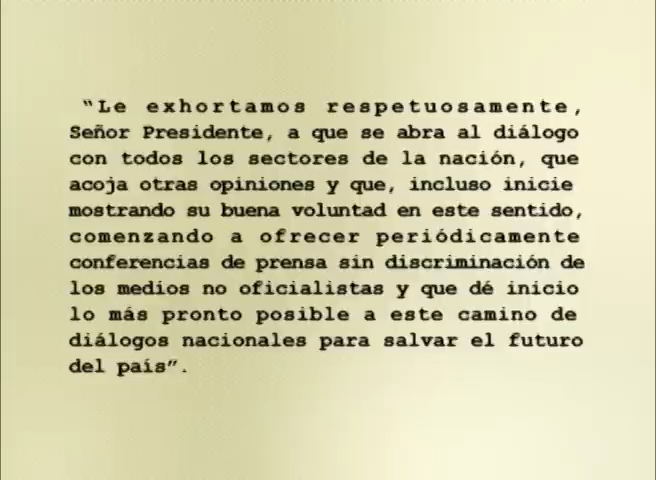 “Le exhortamos respetuosamente,
Señor Presidente, a que se abra al diálogo
con todos los sectores de la nación, que
acoja otras opiniones y que, incluso inicie
mostrando su buena voluntad en este sentido,
comenzando a ofrecer periódicamente
conferencias de prensa sin discriminación de
los medios no oficialistas y que dé inicio
lo más pronto posible a este camino de
diálogos nacionales para salvar el futuro
del país”.